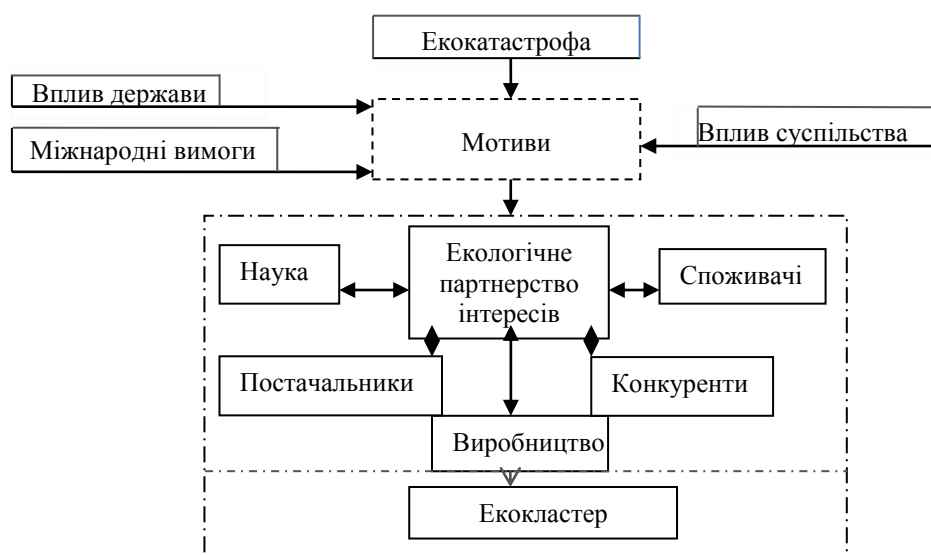 Екокатастрофа
Вплив держави
Міжнародні вимоги
Мотиви
Вплив суспільства
Наука
Екологічне
партнерство
інтересів
Споживачі
Постачальники
Конкуренти
Виробництво
Екокластер